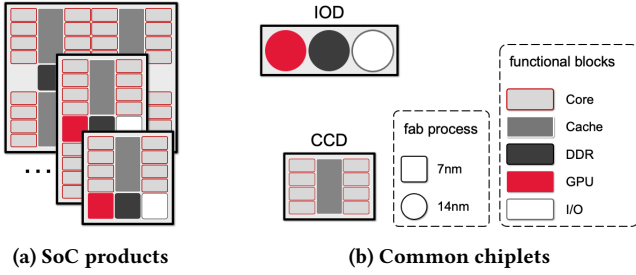 IOD
CCD
fab process
7nm
14nm
functional blocks
Core
Cache
DDR
GPU
I/O
...
(a) SoC products
(b) Common chiplets